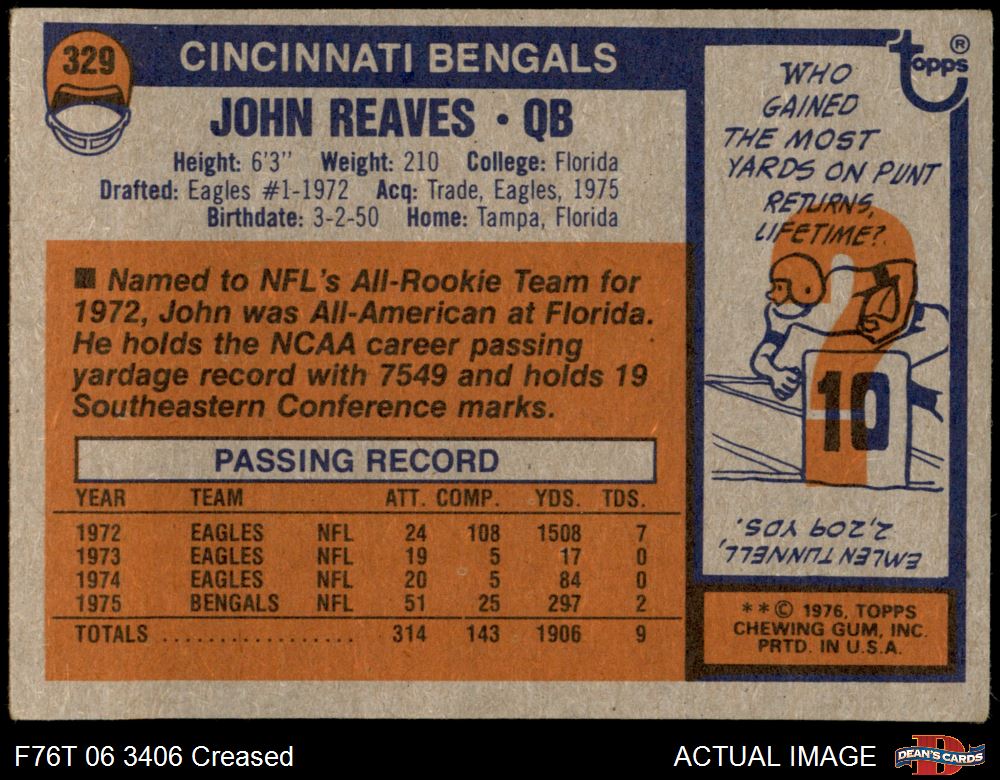 329
CINCINNATI BENGALS
JOHN REAVES • QB
Height: 6'3" Weight: 210 College: Florida
Drafted: Eagles #1-1972 Acq: Trade, Eagles, 1975
Birthdate: 3-2-50 Home: Tampa, Florida
■ Named to NFL's All-Rookie Team for
1972, John was All-American at Florida.
He holds the NCAA career passing
yardage record with 7549 and holds 19
Southeastern Conference marks.
PASSING RECORD
YEAR TEAM ATT. COMP. YDS. TDS.
1972 EAGLES NFL 24 108 1508 7
1973 EAGLES NFL 19 5 17 0
1974 EAGLES NFL 20 5 84 0
1975 BENGALS NFL 51 25 297 2
TOTALS .................. 314 143 1906 9
topps ®
WHO
GAINED
THE MOST
YARDS ON PUNT
RETURNS,
LIFETIME?
?
10
EMLEN TUNNELL,
2,209 YDS.
* * © 1976, TOPPS
CHEWING GUM, INC.
PRTD. IN U.S.A.
F76T 06 3406 Creased
ACTUAL IMAGE
D
DEAN'S CARDS